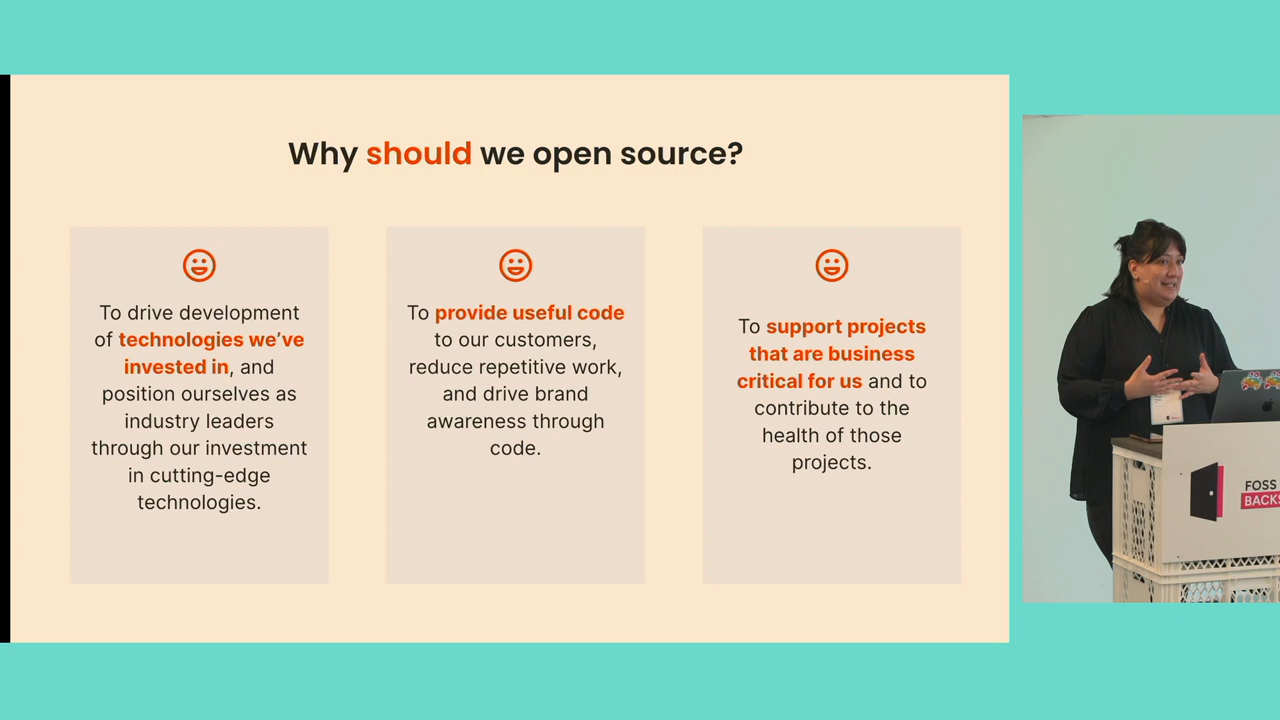 Why should we open source?
To drive development
of technologies we’ve
invested in, and
position ourselves as
industry leaders
through our investment
in cutting-edge
technologies.
To provide useful code
to our customers,
reduce repetitive work,
and drive brand
awareness through
code.
To support projects
that are business
critical for us and to
contribute to the
health of those
projects.
FOSS
BACKS